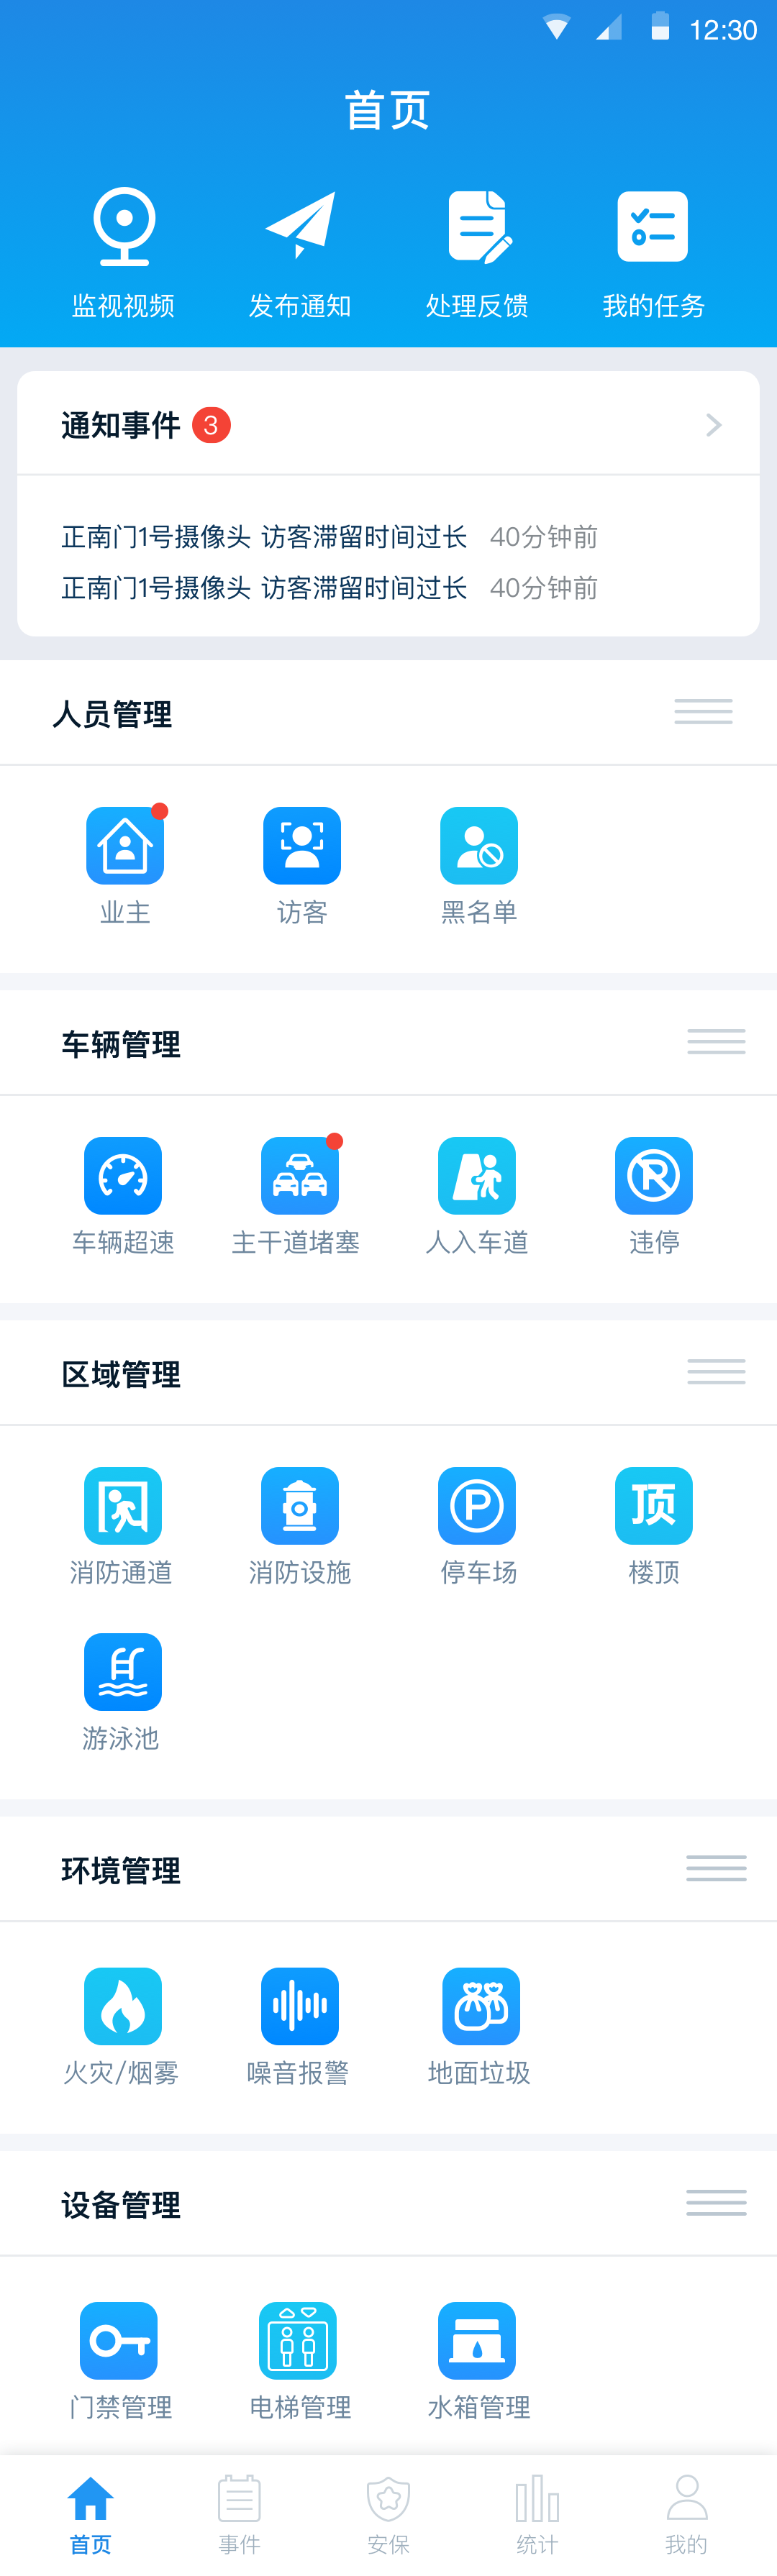 12:30
首页
监视视频 发布通知 处理反馈 我的任务
通知事件 3
正南门1号摄像头 访客滞留时间过长 40分钟前
正南门1号摄像头 访客滞留时间过长 40分钟前
人员管理
业主 访客 黑名单
车辆管理
车辆超速 主干道堵塞 人入车道 违停
区域管理
P 顶
消防通道 消防设施 停车场 楼顶
游泳池
环境管理
火灾/烟雾 噪音报警 地面垃圾
设备管理
门禁管理 电梯管理 水箱管理
首页 事件 安保 统计 我的